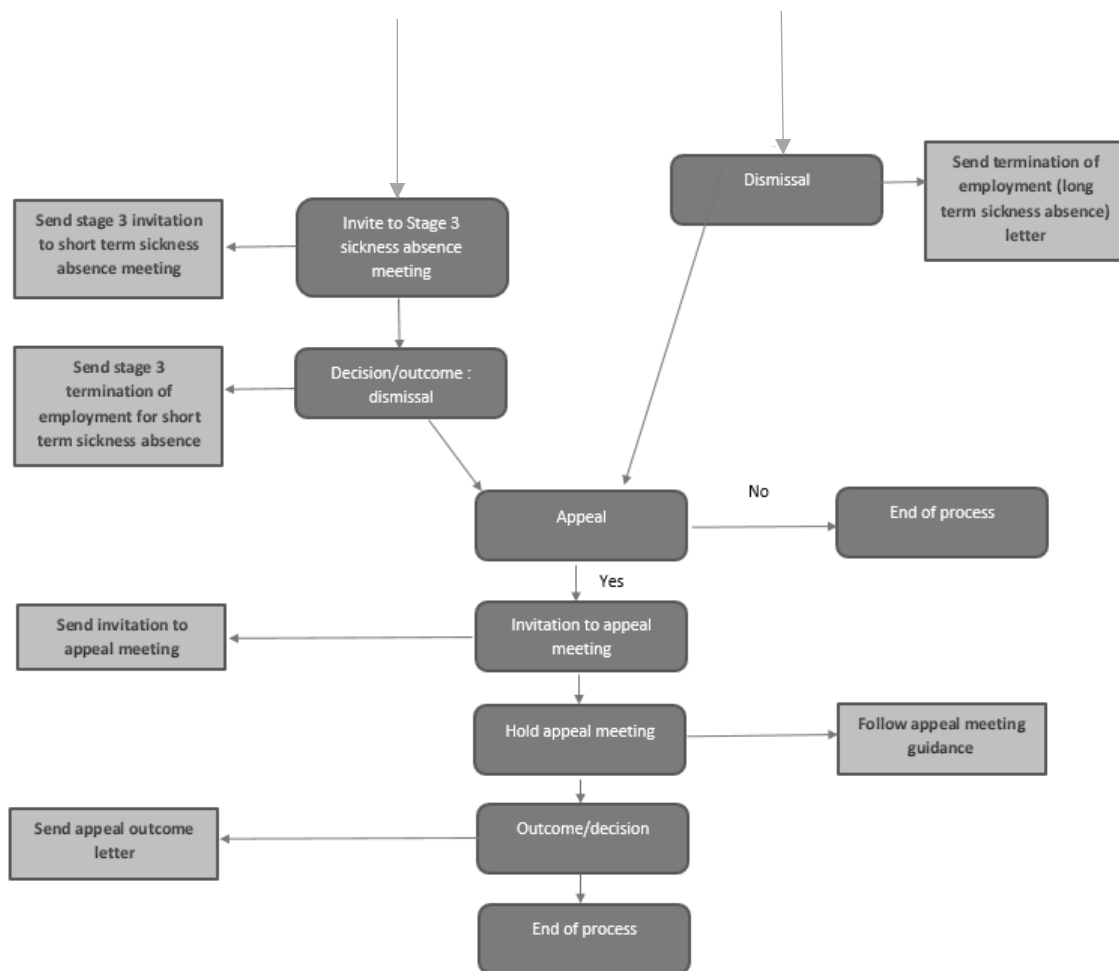 Dismissal
Send termination of
employment (long
term sickness absence)
letter
Send stage 3 invitation
to short term sickness
absence meeting
Invite to Stage 3
sickness absence
meeting
Send stage 3
termination of
employment for short
term sickness absence
Decision/outcome :
dismissal
Appeal
No
End of process
Yes
Send invitation to
appeal meeting
Invitation to appeal
meeting
Hold appeal meeting
Follow appeal meeting
guidance
Send appeal outcome
letter
Outcome/decision
End of process